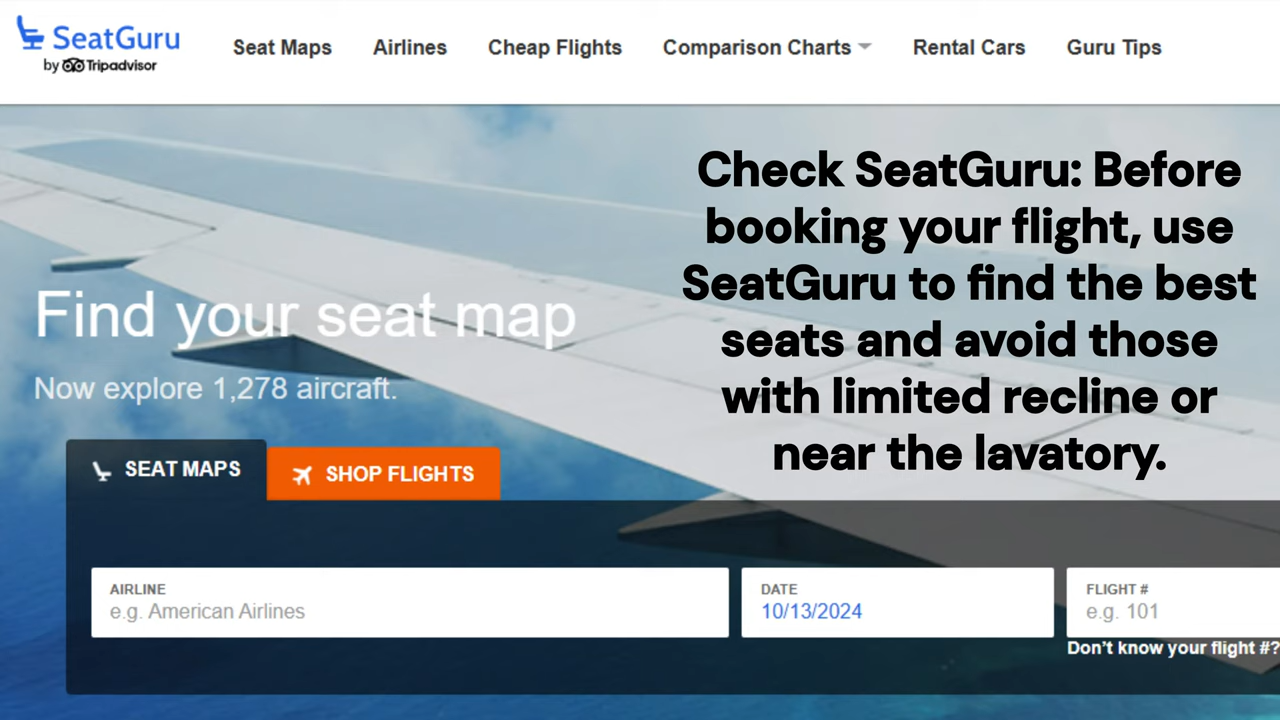 SeatGuru
by Tripadvisor
Seat Maps
Airlines
Cheap Flights
Comparison Charts
Rental Cars
Guru Tips
Check SeatGuru: Before
booking your flight, use
SeatGuru to find the best
seats and avoid those
with limited recline or
near the lavatory.
Find your seat map
Now explore 1,278 aircraft.
SEAT MAPS
SHOP FLIGHTS
AIRLINE
e.g. American Airlines
DATE
10/13/2024
FLIGHT #
e.g. 101
Don't know your flight #?